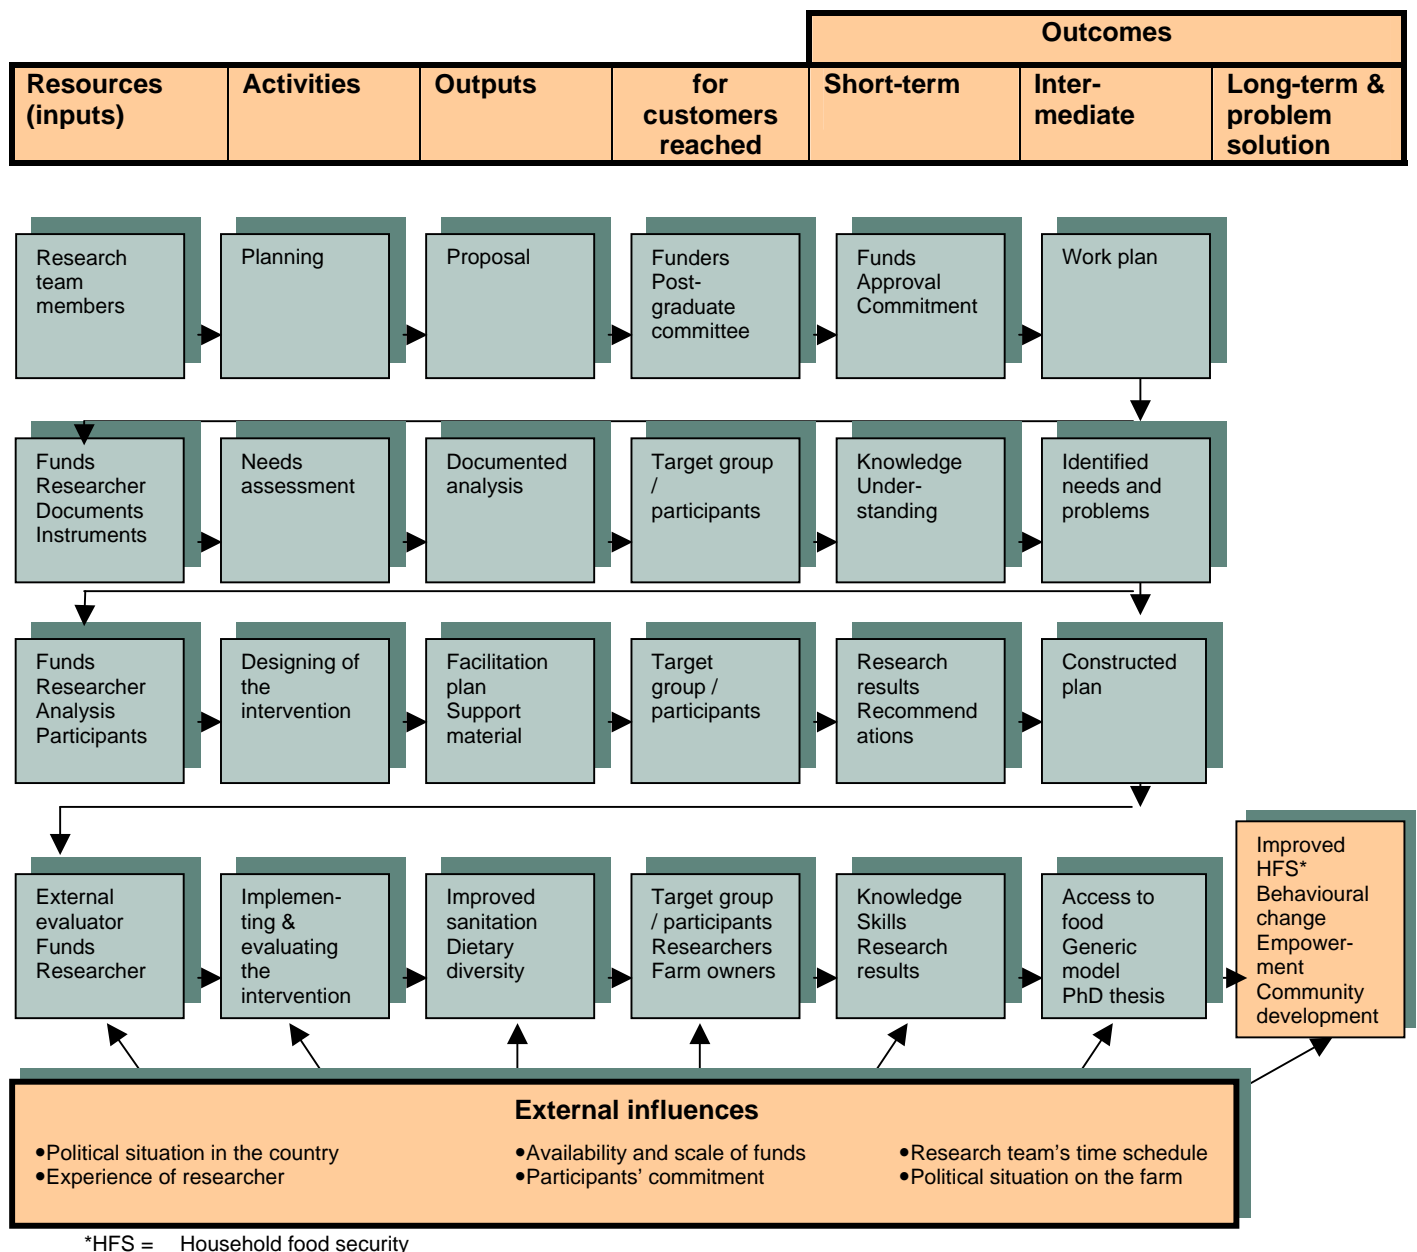 Outcomes
Resources
(inputs)
Activities
Outputs
for
customers
reached
Short-term
Inter-
mediate
Long-term &
problem
solution
Research
team
members
Planning
Proposal
Funders
Post-
graduate
committee
Funds
Approval
Commitment
Work plan
Funds
Researcher
Documents
Instruments
Needs
assessment
Documented
analysis
Target group
/
participants
Knowledge
Under-
standing
Identified
needs and
problems
Funds
Researcher
Analysis
Participants
Designing of
the
intervention
Facilitation
plan
Support
material
Target
group /
participants
Research
results
Recommend
ations
Constructed
plan
External
evaluator
Funds
Researcher
Implemen-
ting &
evaluating
the
intervention
Improved
sanitation
Dietary
diversity
Target group
/ participants
Researchers
Farm owners
Knowledge
Skills
Research
results
Access to
food
Generic
model
PhD thesis
Improved
HFS*
Behavioural
change
Empower-
ment
Community
development
External influences
•Political situation in the country
•Experience of researcher
•Availability and scale of funds
•Participants’ commitment
•Research team’s time schedule
•Political situation on the farm
*HFS = Household food security